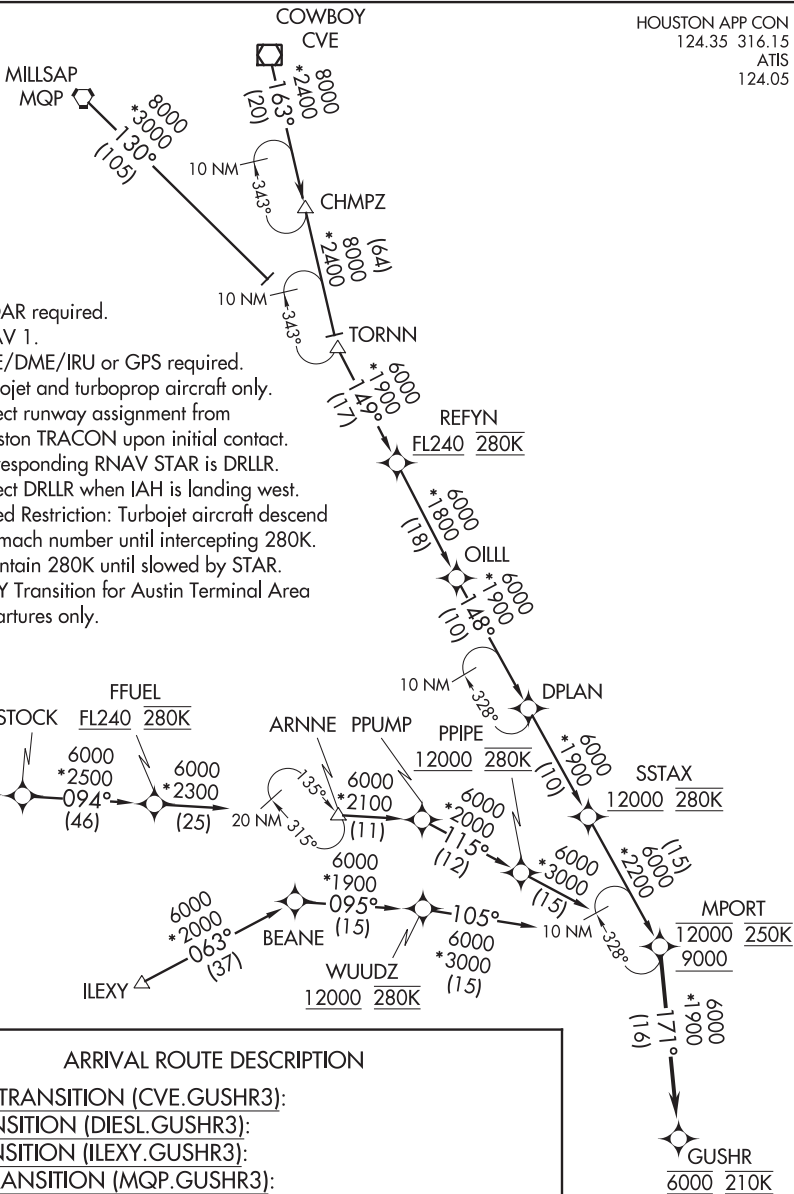 COWBOY
CVE
HOUSTON APP CON
124.35 316.15
ATIS
124.05
MILLSAP
MQP
8000
*3000
130°
(105)
8000
*2400
163°
(20)
10 NM
343°
CHMPZ
(64)
8000
*2400
10 NM
343°
TORNN
6000
*1900
149°
(17)
REFYN
FL240 280K
6000
*1800
(18)
OILLL
6000
*1900
148°
(10)
10 NM
328°
DPLAN
6000
*1900
(10)
SSTAX
12000 280K
(15)
6000
*2200
MPORT
12000 250K
9000
10 NM
328°
6000
*1900
171°
(16)
GUSHR
6000 210K
DAR required.
AV 1.
E/DME/IRU or GPS required.
ojet and turboprop aircraft only.
ect runway assignment from
ston TRACON upon initial contact.
responding RNAV STAR is DRLLR.
ect DRLLR when IAH is landing west.
ed Restriction: Turbojet aircraft descend
mach number until intercepting 280K.
ntain 280K until slowed by STAR.
Y Transition for Austin Terminal Area
artures only.
STOCK
6000
*2500
094°
(46)
FFUEL
FL240 280K
6000
*2300
(25)
ARNNE
20 NM
135°
315°
6000
*2100
(11)
PPUMP
6000
*2000
115°
(12)
PPIPE
12000 280K
6000
*3000
(15)
ILEXY
6000
*2000
063°
(37)
BEANE
6000
*1900
095°
(15)
WUUDZ
12000 280K
105°
6000
*3000
(15)
ARRIVAL ROUTE DESCRIPTION
TRANSITION (CVE.GUSHR3):
NSITION (DIESL.GUSHR3):
NSITION (ILEXY.GUSHR3):
ANSITION (MQP.GUSHR3):